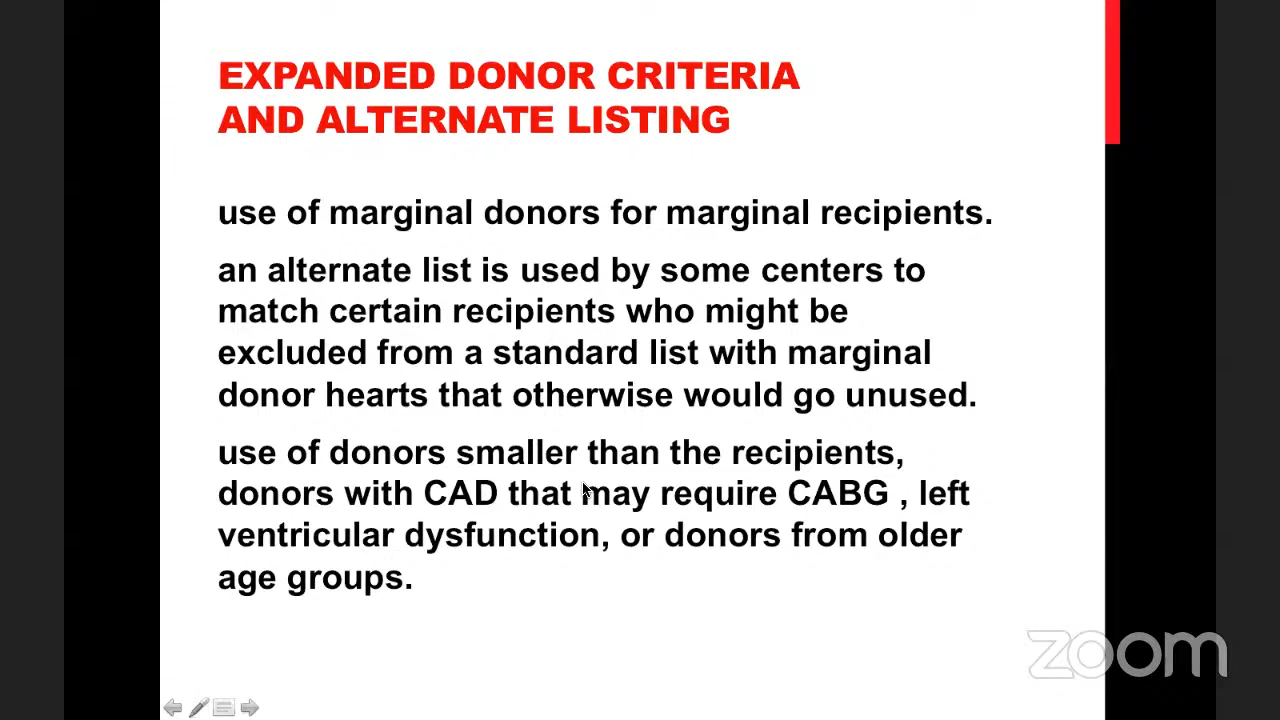 EXPANDED DONOR CRITERIA
AND ALTERNATE LISTING
use of marginal donors for marginal recipients.
an alternate list is used by some centers to
match certain recipients who might be
excluded from a standard list with marginal
donor hearts that otherwise would go unused.
use of donors smaller than the recipients,
donors with CAD that may require CABG , left
ventricular dysfunction, or donors from older
age groups.
zoom